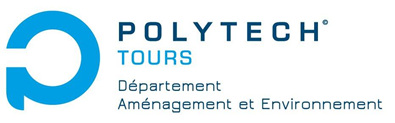 POLYTECH©
TOURS
Département
Aménagement et Environnement